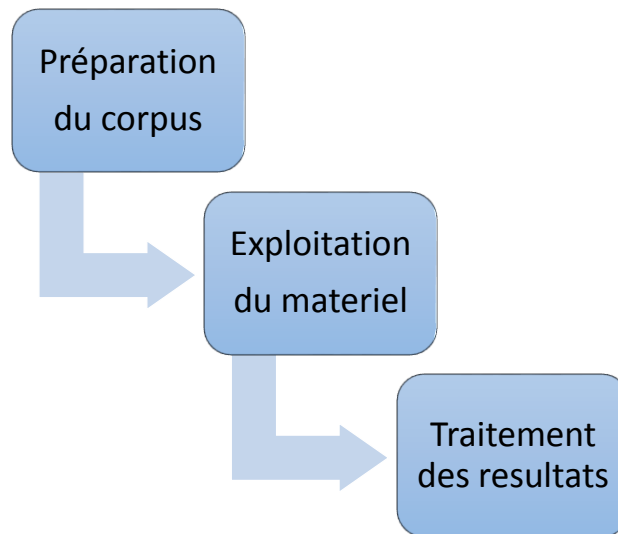 Préparation
du corpus
Exploitation
du materiel
Traitement
des resultats